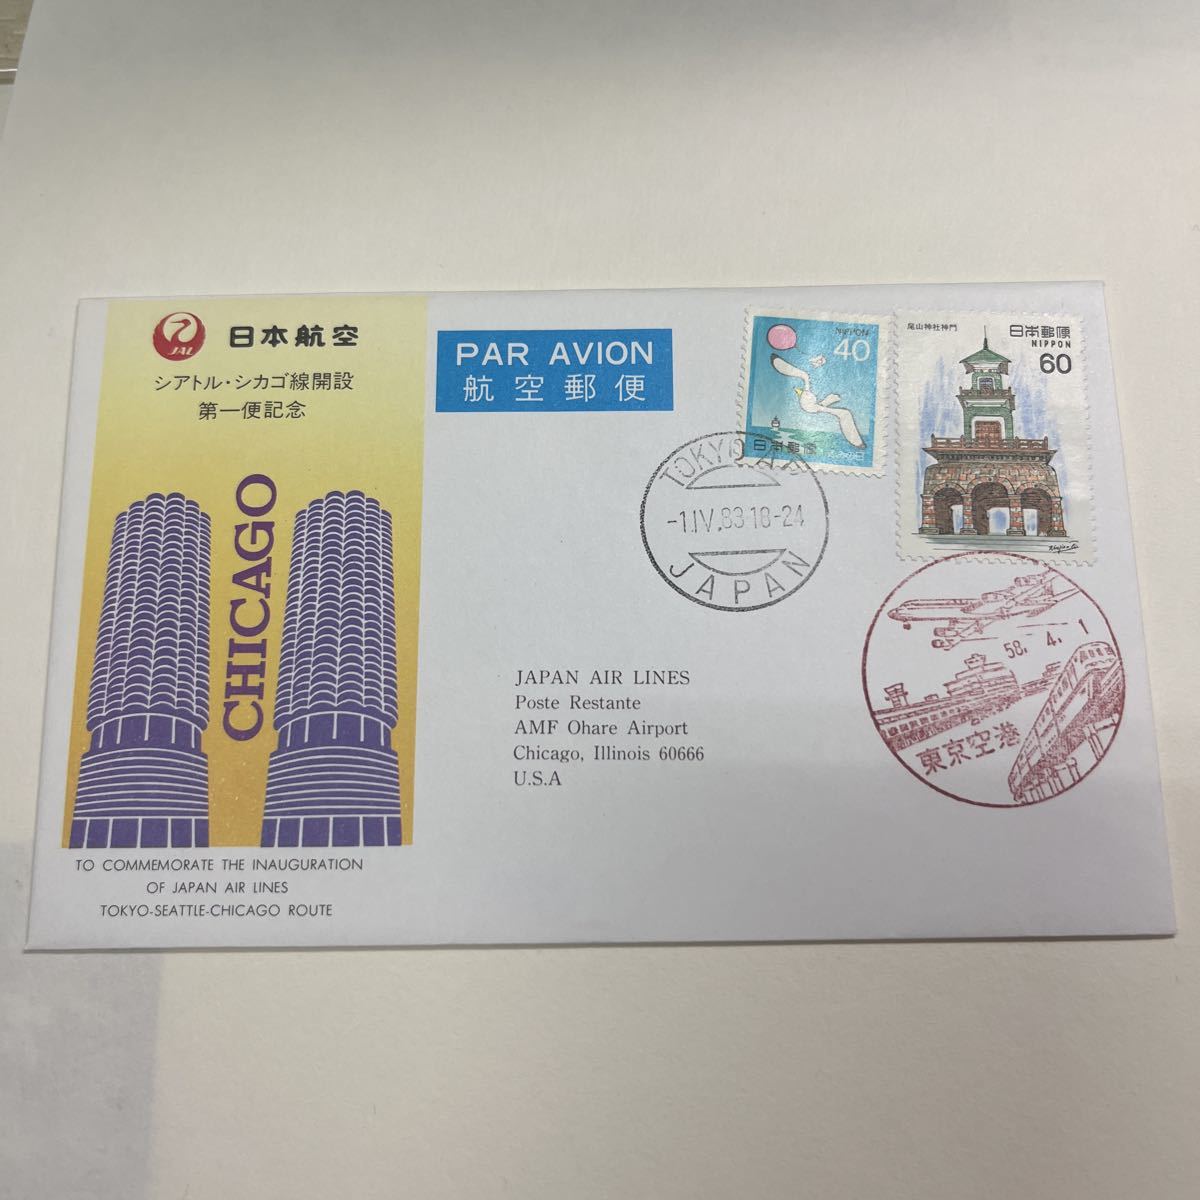 JAL
日本航空
シアトル・シカゴ線開設
第一便記念
CHICAGO
TO COMMEMORATE THE INAUGURATION
OF JAPAN AIR LINES
TOKYO-SEATTLE-CHICAGO ROUTE
PAR AVION
航空郵便
NIPPON
40
日本郵便
尾山神社神門
日本郵便
NIPPON
60
TOKYO
-1.IV.83.18-24
JAPAN
58. 4. 1
東京空港
JAPAN AIR LINES
Poste Restante
AMF Ohare Airport
Chicago, Illinois 60666
U.S.A